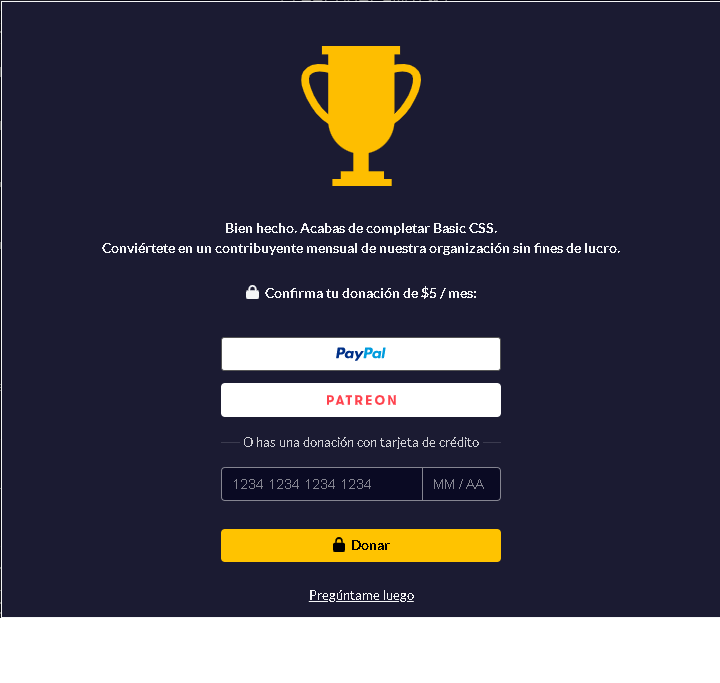 Bien hecho. Acabas de completar Basic CSS.
Conviértete en un contribuyente mensual de nuestra organización sin fines de lucro.
Confirma tu donación de $5 / mes:
PayPal
PATREON
O has una donación con tarjeta de crédito
1234 1234 1234 1234 MM / AA
Donar
Pregúntame luego